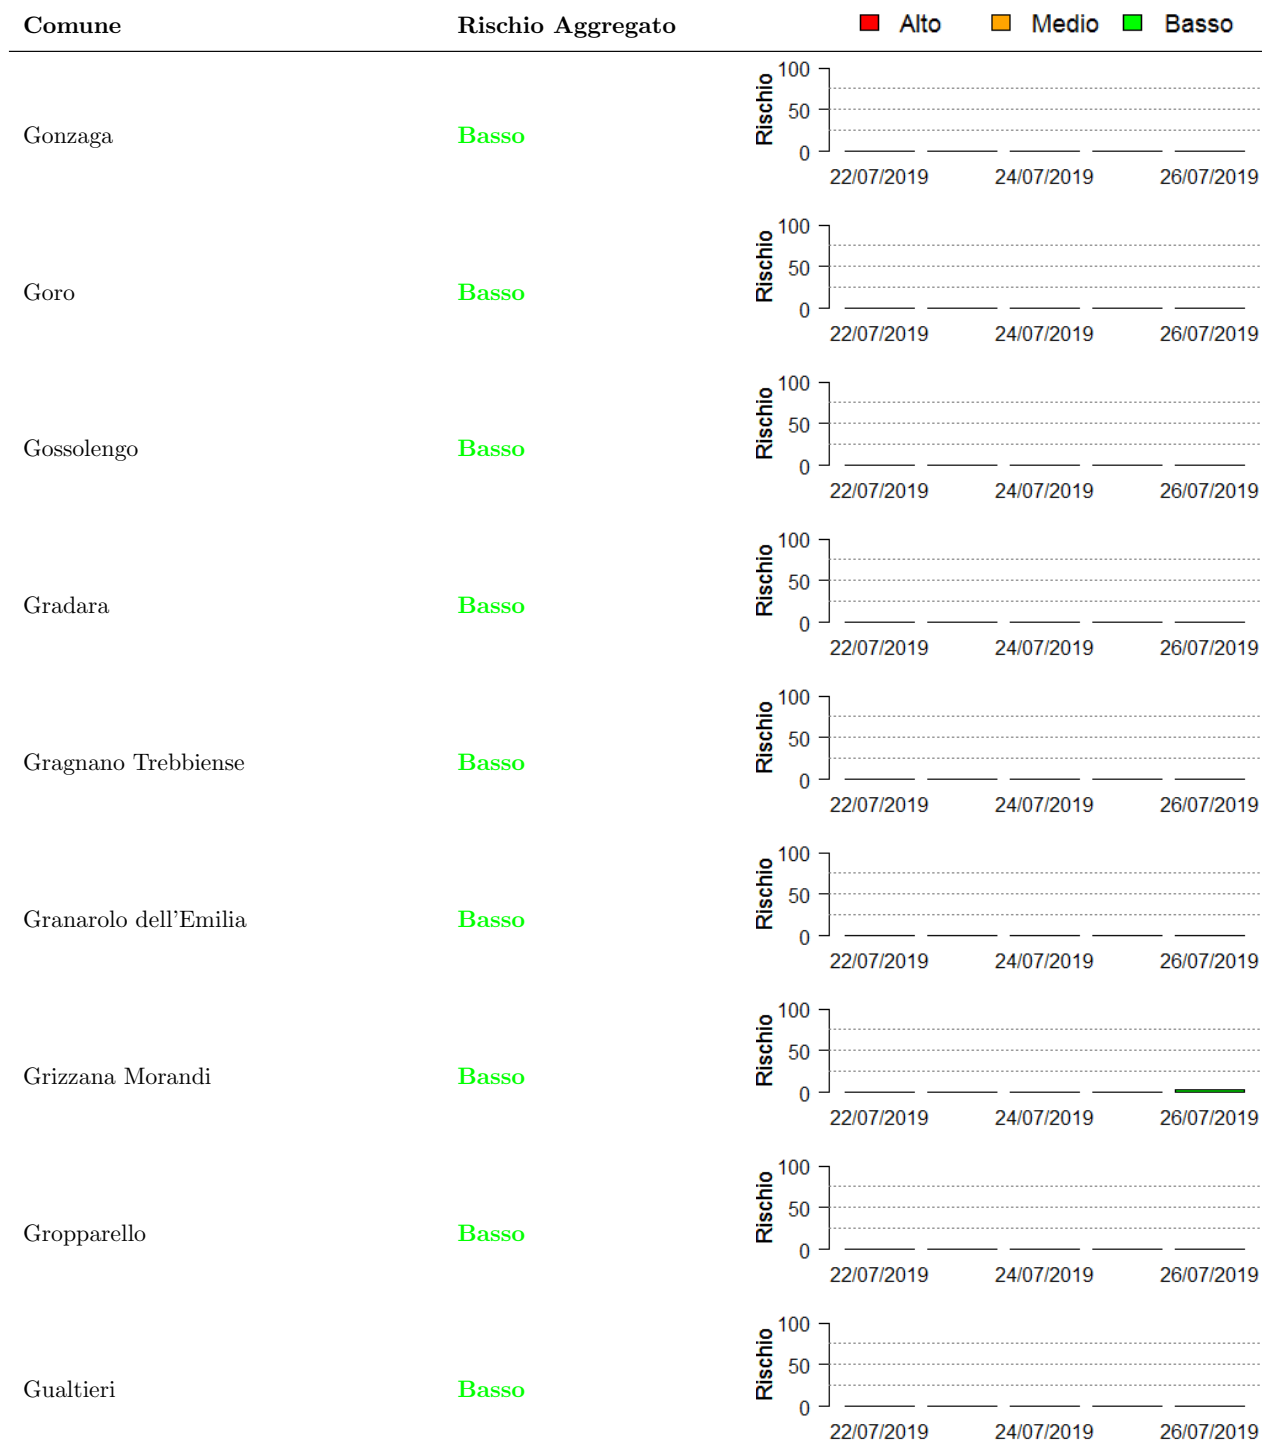 Comune Rischio Aggregato Alto Medio Basso
100
50
0
Rischio
Gonzaga Basso
22/07/2019 24/07/2019 26/07/2019
100
50
0
Rischio
Goro Basso
22/07/2019 24/07/2019 26/07/2019
100
50
0
Rischio
Gossolengo Basso
22/07/2019 24/07/2019 26/07/2019
100
50
0
Rischio
Gradara Basso
22/07/2019 24/07/2019 26/07/2019
100
50
0
Rischio
Gragnano Trebbiense Basso
22/07/2019 24/07/2019 26/07/2019
100
50
0
Rischio
Granarolo dell'Emilia Basso
22/07/2019 24/07/2019 26/07/2019
100
50
0
Rischio
Grizzana Morandi Basso
22/07/2019 24/07/2019 26/07/2019
100
50
0
Rischio
Gropparello Basso
22/07/2019 24/07/2019 26/07/2019
100
50
0
Rischio
Gualtieri Basso
22/07/2019 24/07/2019 26/07/2019